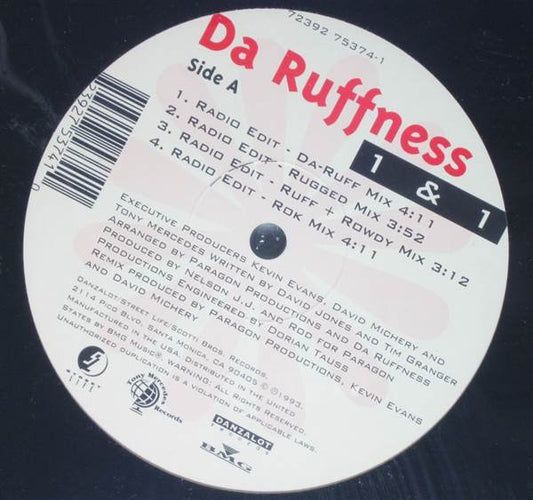 72392 75374-1
Da Ruffness
Side A
1 & 1
1. Radio Edit - Da-Ruff Mix 4:11
2. Radio Edit - Rugged Mix 3:52
3. Radio Edit - Ruff + Rowdy Mix 3:12
4. Radio Edit - Rok Mix 4:11
Executive Producers Kevin Evans, David Michery and
Tony Mercedes Written by David Jones and Tim Granger
Arranged by Paragon Productions and Da Ruffness
Produced by Nelson J.J. and Rod for Paragon
Productions Engineered by Dorian Tauss
Remix Produced by Paragon Productions, Kevin Evans
and David Michery
Danzalot/Street Life/Scotti Bros. Records.
2114 Pico Blvd. Santa Monica, CA 90405 © ℗1993.
Manufactured in the USA. Distributed in the United
States by BMG Music®. Warning: All Rights Reserved.
Unauthorized duplication is a violation of applicable laws.
Street Life
Tony Mercedes
Records
DANZALOT
records
BMG